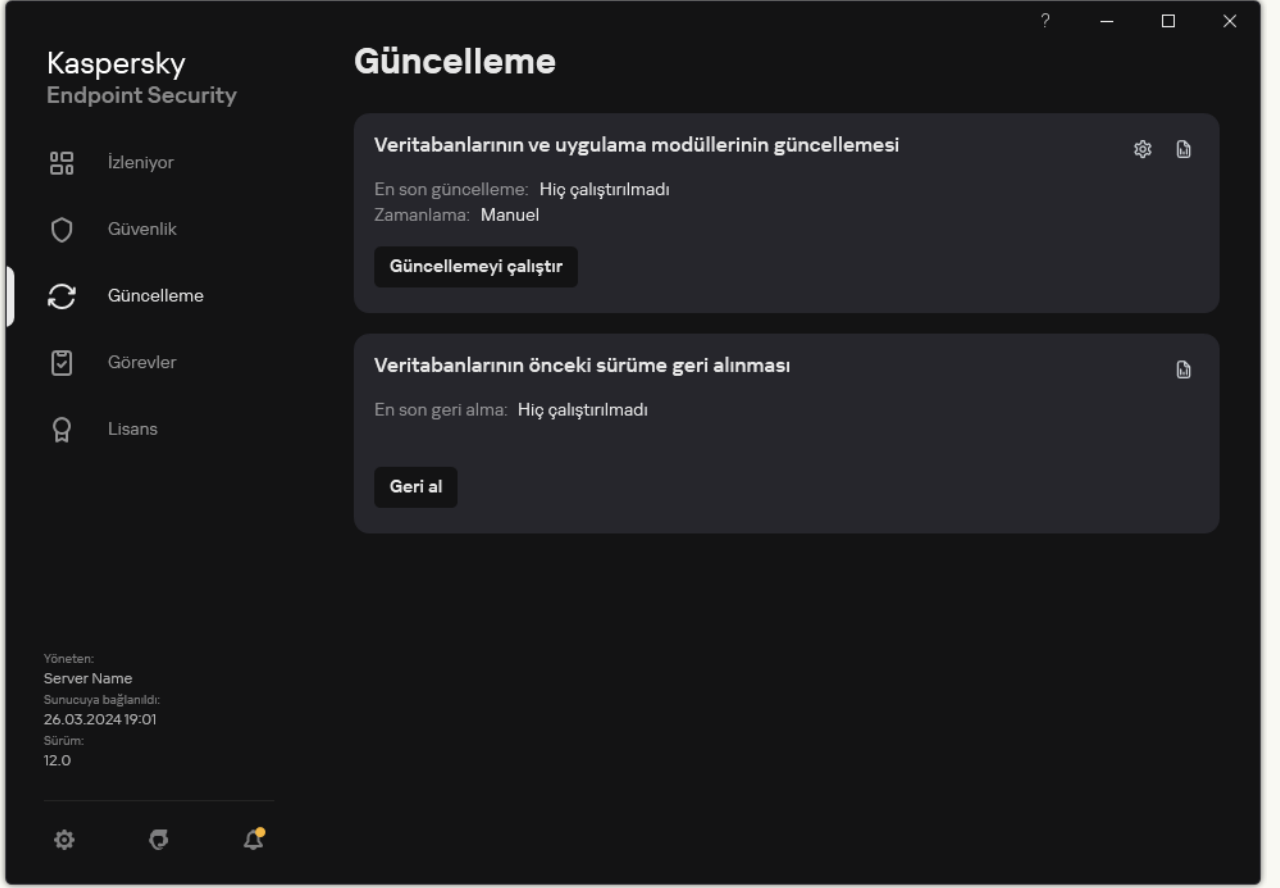 ?
Kaspersky
Endpoint Security
İzleniyor
Güvenlik
Güncelleme
Görevler
Lisans
Yöneten:
Server Name
Sunucuya bağlanıldı:
26.03.2024 19:01
Sürüm:
12.0
Güncelleme
Veritabanlarının ve uygulama modüllerinin güncellemesi
En son güncelleme: Hiç çalıştırılmadı
Zamanlama: Manuel
Güncellemeyi çalıştır
Veritabanlarının önceki sürüme geri alınması
En son geri alma: Hiç çalıştırılmadı
Geri al